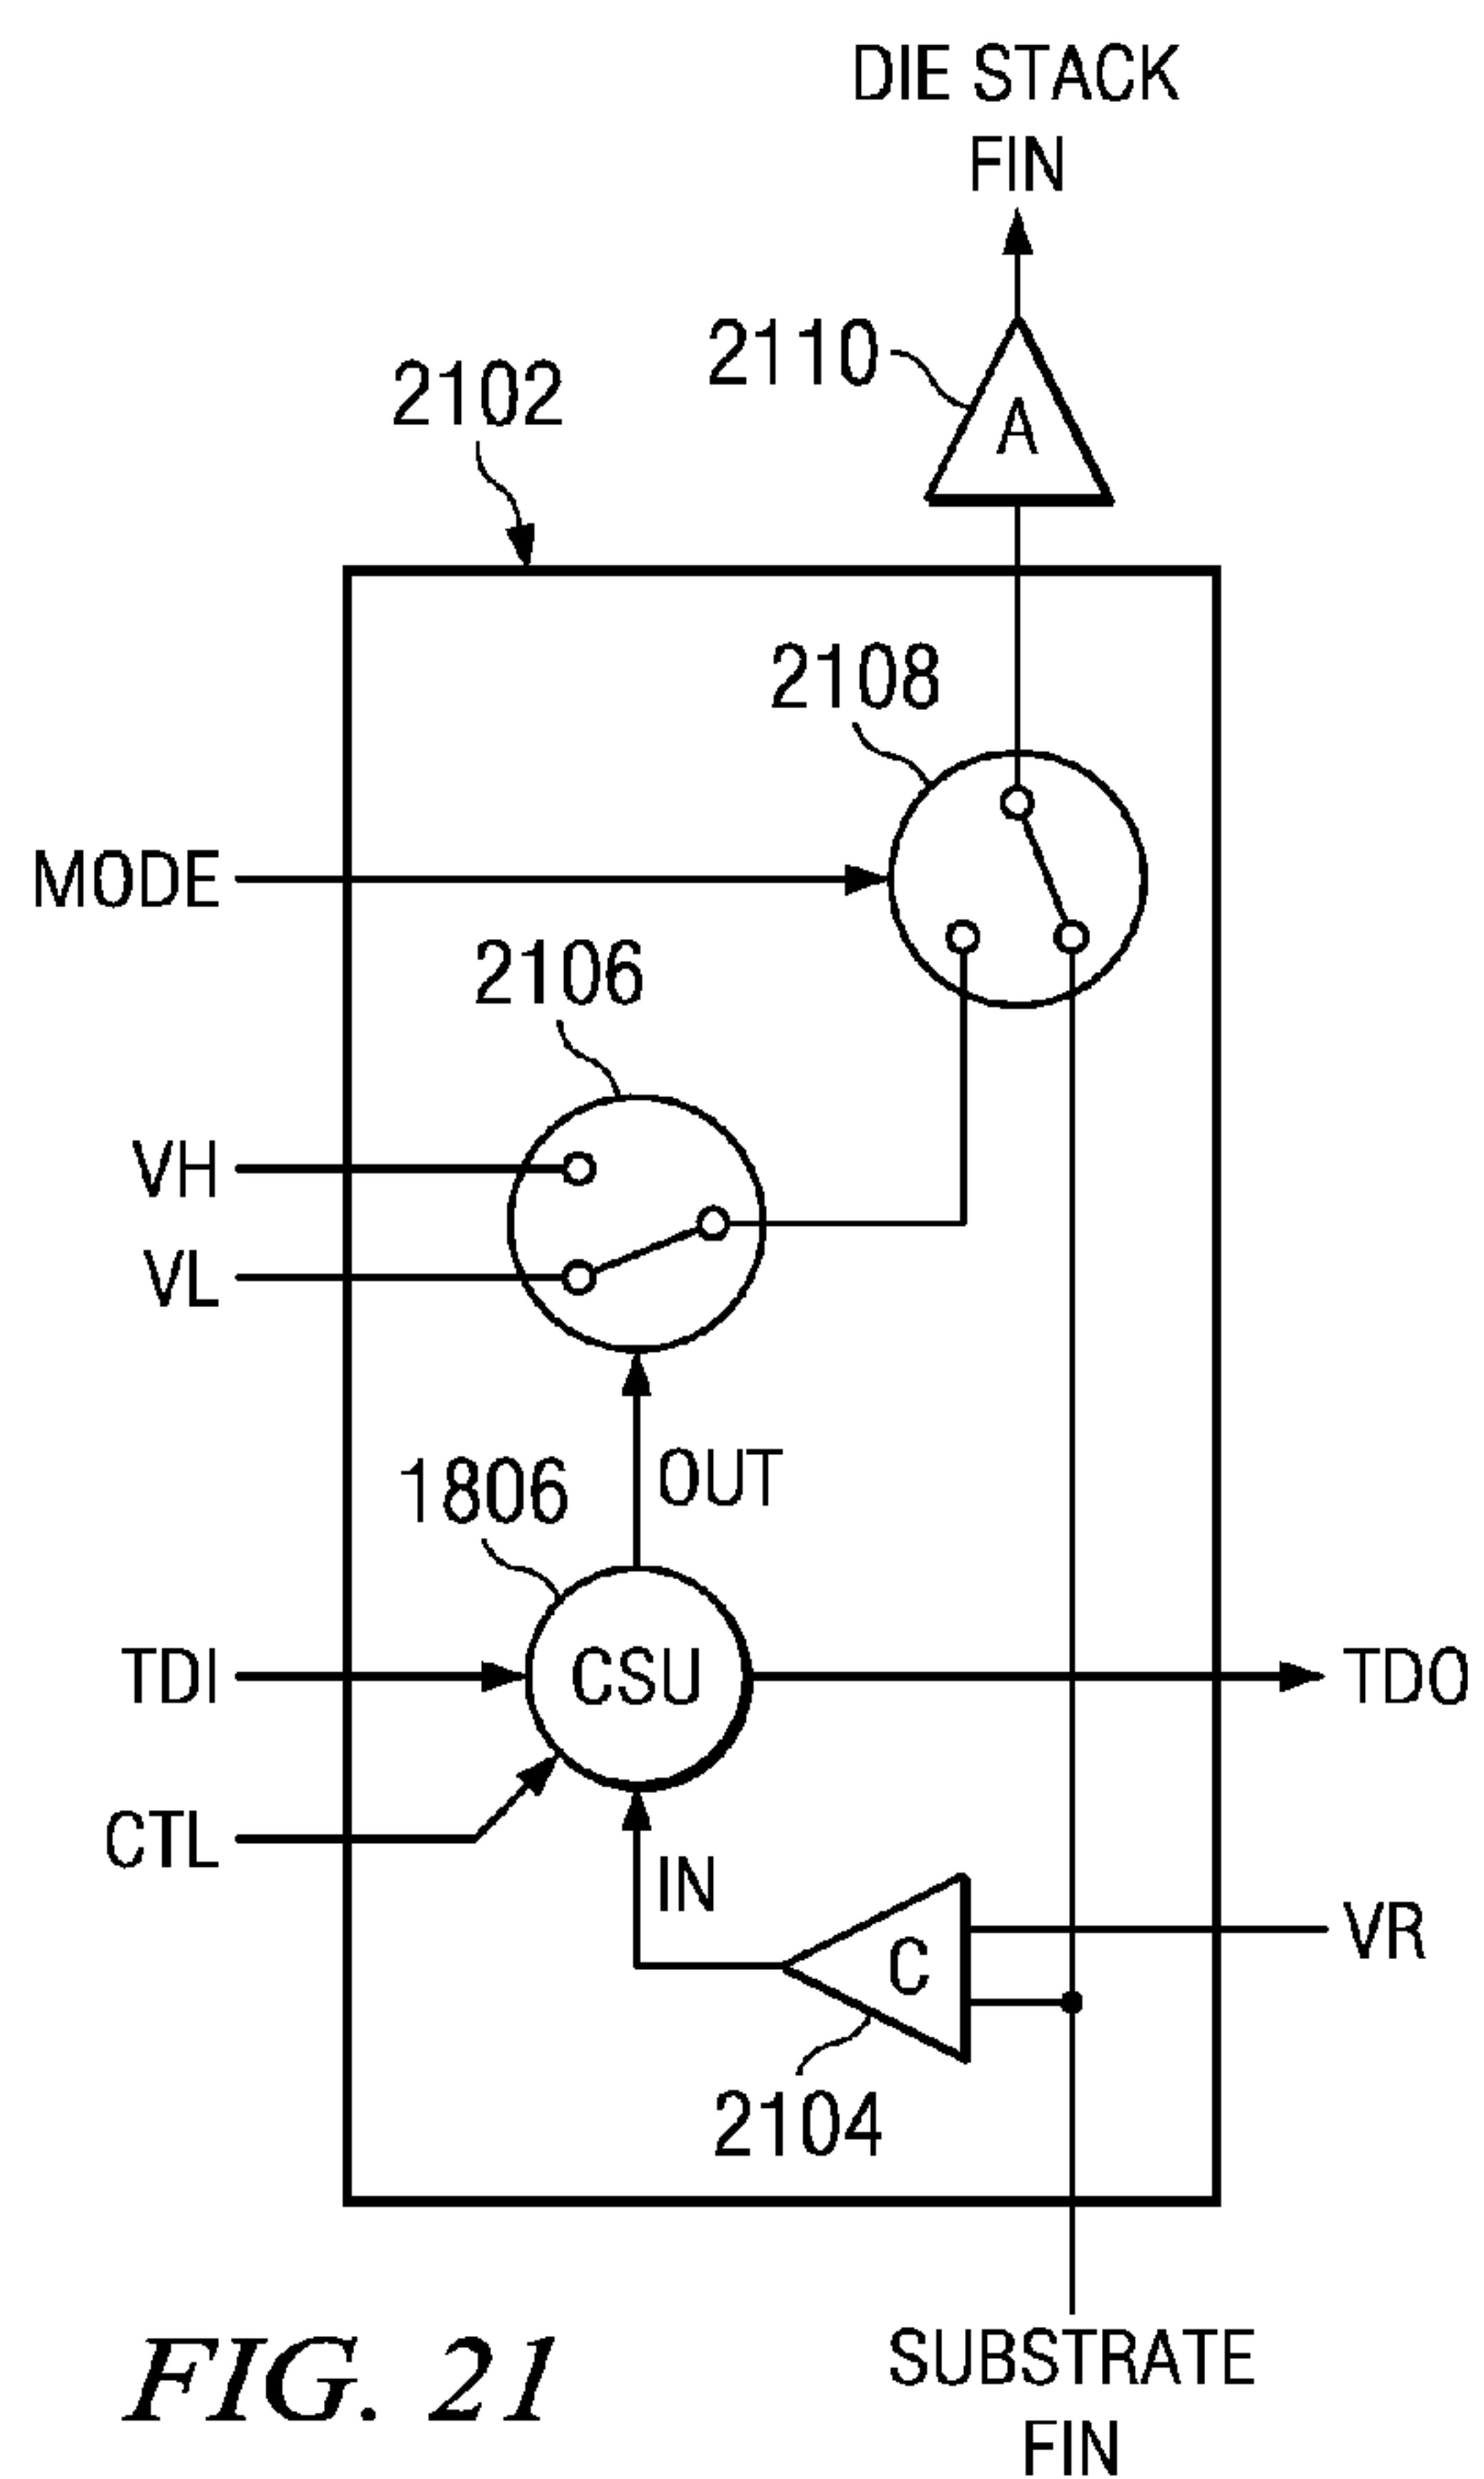 DIE STACK
FIN
2110
A
2102
2108
MODE
2106
VH
VL
1806
OUT
TDI
CSU
TDO
CTL
IN
C
VR
2104
SUBSTRATE
FIN
FIG. 21